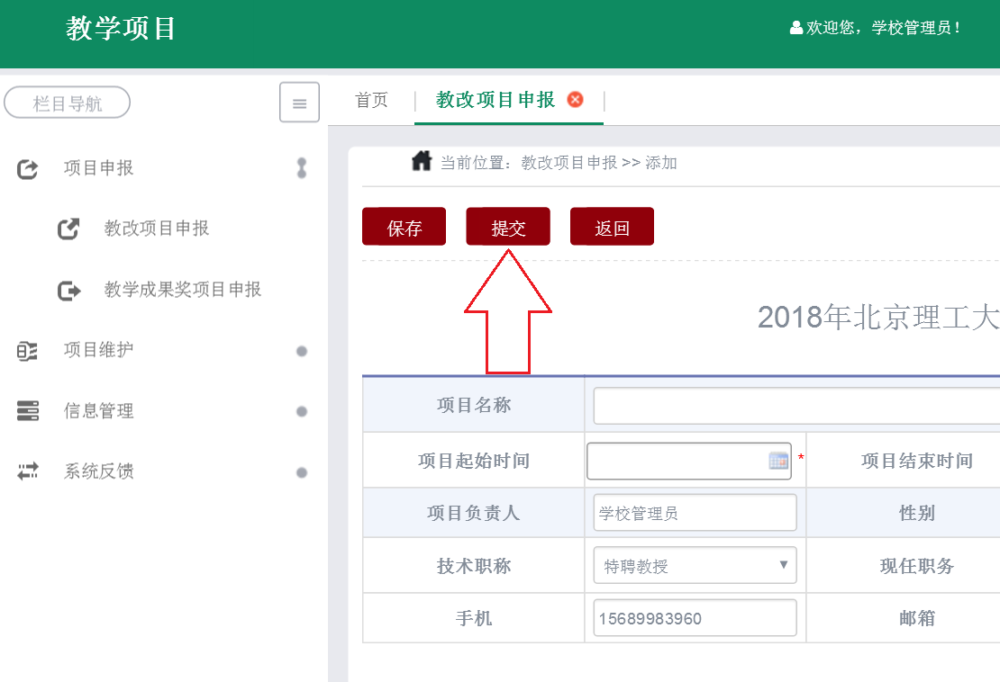 教学项目
欢迎您，学校管理员！
栏目导航
首页
教改项目申报
项目申报
当前位置：教改项目申报 >> 添加
教改项目申报
保存
提交
返回
教学成果奖项目申报
2018年北京理工大
项目维护
项目名称
信息管理
项目起始时间
*
项目结束时间
系统反馈
项目负责人
学校管理员
性别
技术职称
特聘教授
现任职务
手机
15689983960
邮箱